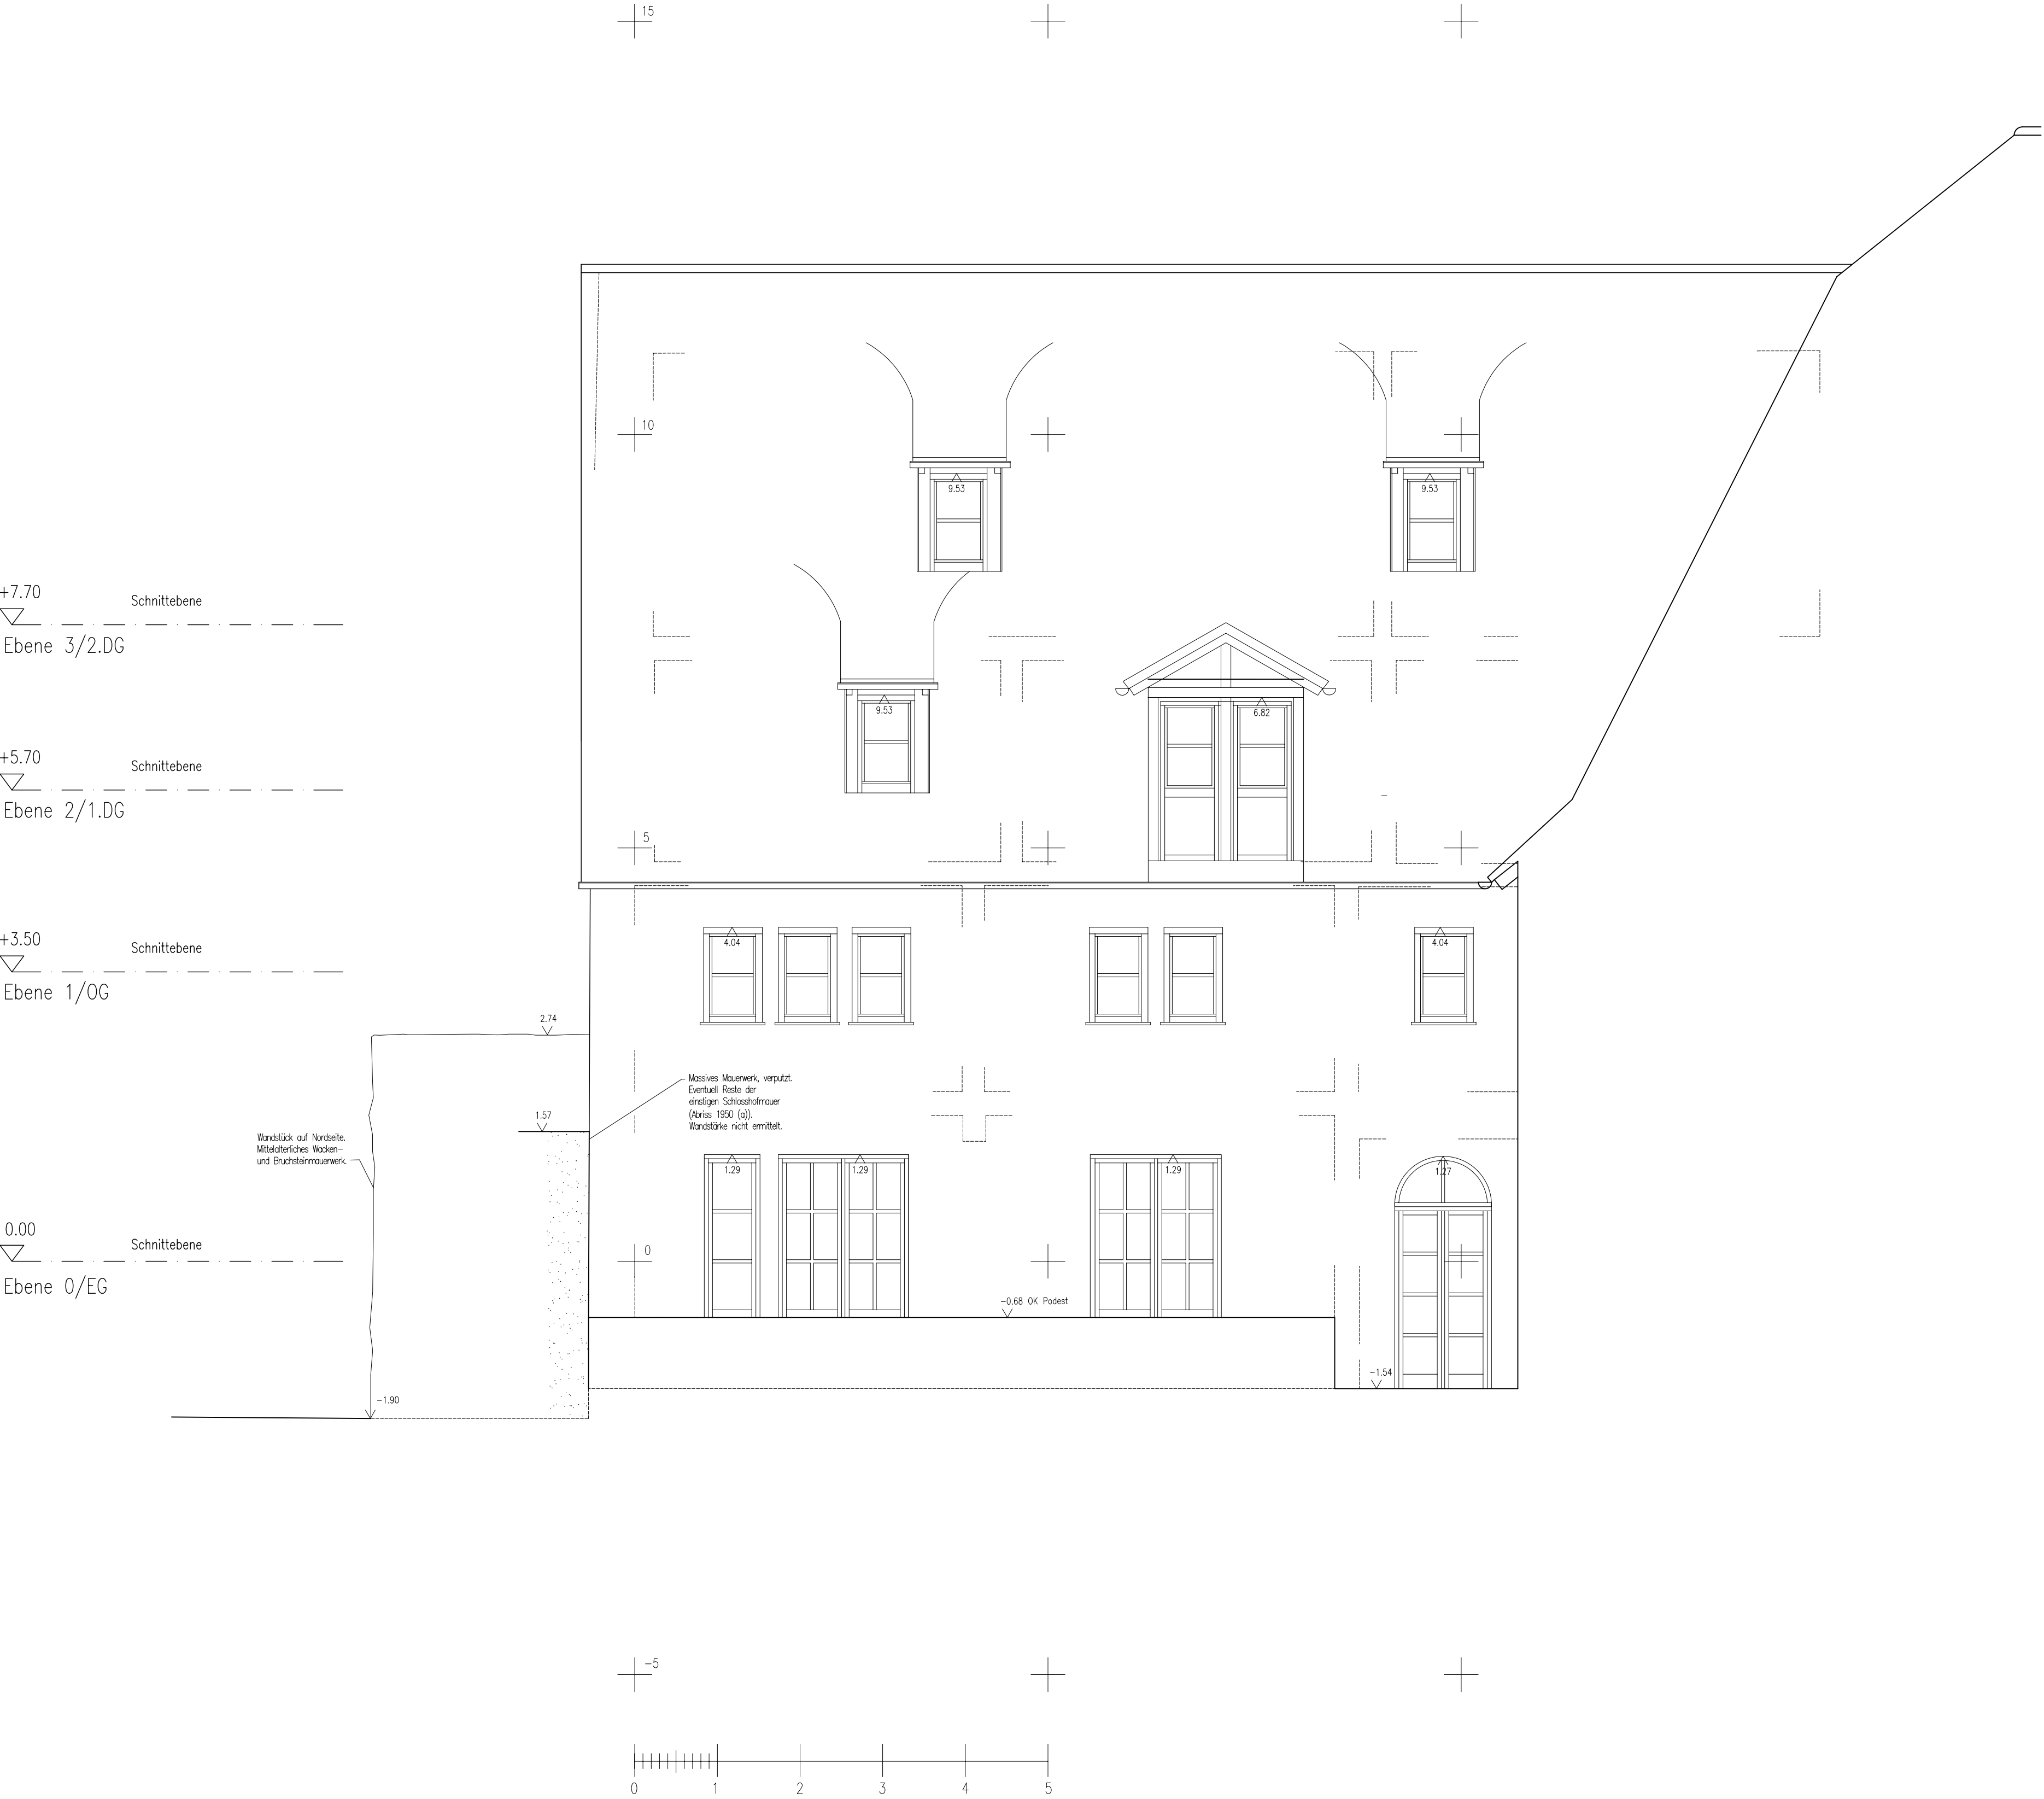 15
10
9.53
9.53
+7.70
Schnittebene
Ebene 3/2.DG
9.53
6.82
+5.70
Schnittebene
Ebene 2/1.DG
5
+3.50
Schnittebene
Ebene 1/OG
4.04
4.04
2.74
Massives Mauerwerk, verputzt.
Eventuell Reste der
einstigen Schlosshofmauer
(Abriss 1950 (a)).
Wandstärke nicht ermittelt.
1.57
Wandstück auf Nordseite.
Mittelalterliches Wacken-
und Bruchsteinmauerwerk.
1.29
1.29
1.29
1.27
0.00
Schnittebene
Ebene 0/EG
0
-0.68 OK Podest
-1.54
-1.90
-5
0 1 2 3 4 5